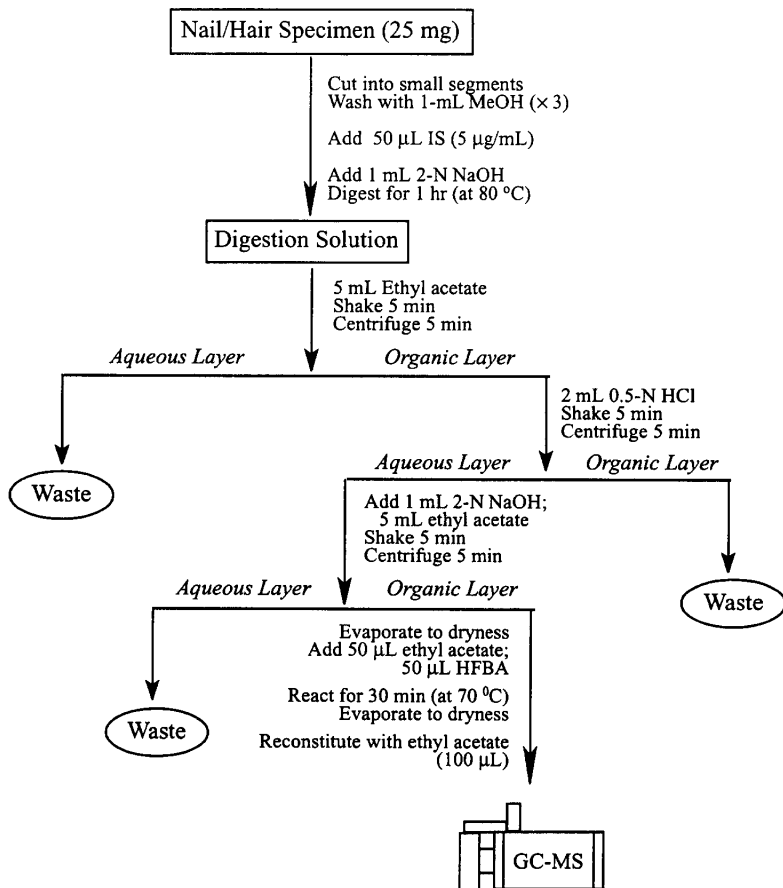 Nail/Hair Specimen (25 mg)
Cut into small segments
Wash with 1-mL MeOH (× 3)
Add 50 μL IS (5 μg/mL)
Add 1 mL 2-N NaOH
Digest for 1 hr (at 80 °C)
Digestion Solution
5 mL Ethyl acetate
Shake 5 min
Centrifuge 5 min
Aqueous Layer
Organic Layer
2 mL 0.5-N HCl
Shake 5 min
Centrifuge 5 min
Waste
Aqueous Layer
Organic Layer
Add 1 mL 2-N NaOH;
5 mL ethyl acetate
Shake 5 min
Centrifuge 5 min
Waste
Aqueous Layer
Organic Layer
Waste
Evaporate to dryness
Add 50 μL ethyl acetate;
50 μL HFBA
React for 30 min (at 70 ⁰C)
Evaporate to dryness
Reconstitute with ethyl acetate
(100 μL)
GC-MS